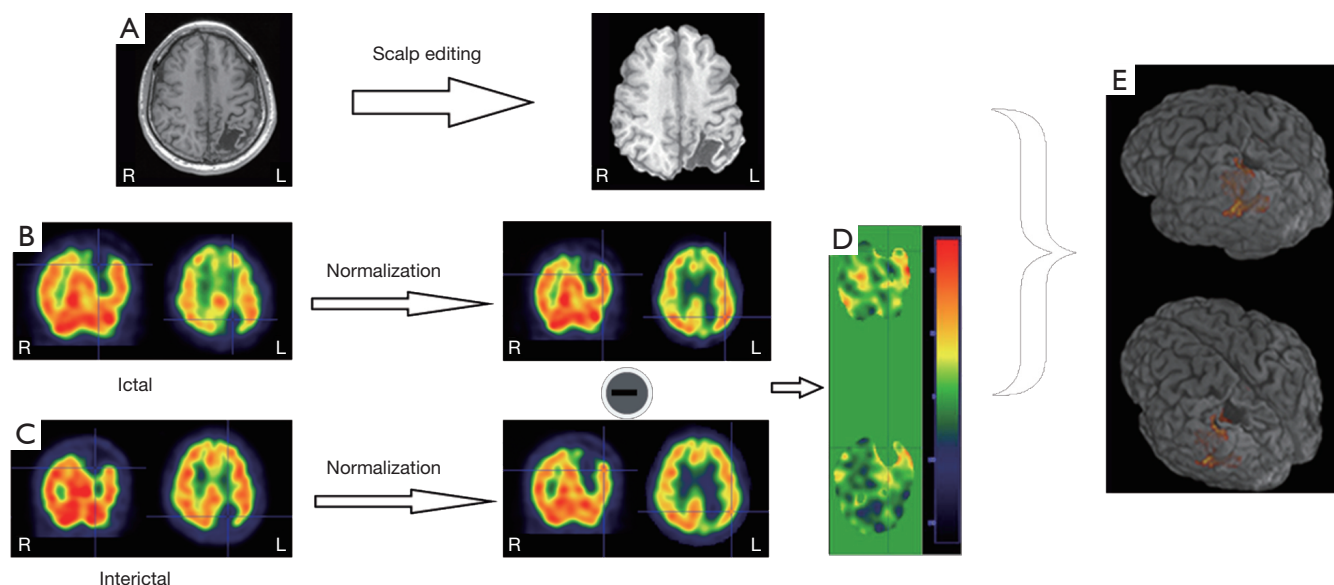 A
Scalp editing
E
R
L
R
L
B
Normalization
D
R
L
R
L
Ictal
C
Normalization
R
L
R
L
Interictal